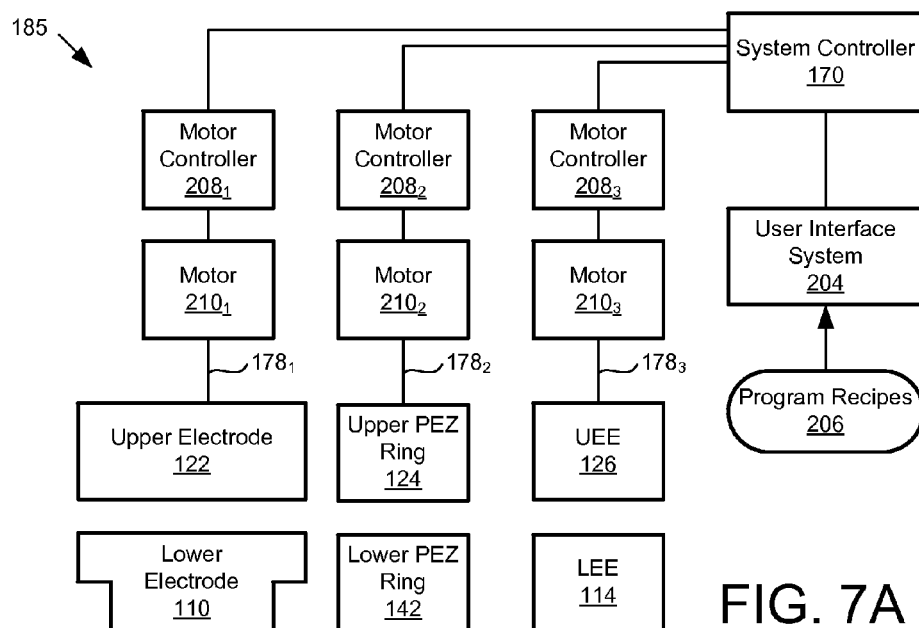 185
System Controller
170
Motor
Controller
208₁
Motor
Controller
208₂
Motor
Controller
208₃
User Interface
System
204
Motor
210₁
Motor
210₂
Motor
210₃
178₁
178₂
178₃
Program Recipes
206
Upper Electrode
122
Upper PEZ
Ring
124
UEE
126
Lower
Electrode
110
Lower PEZ
Ring
142
LEE
114
FIG. 7A